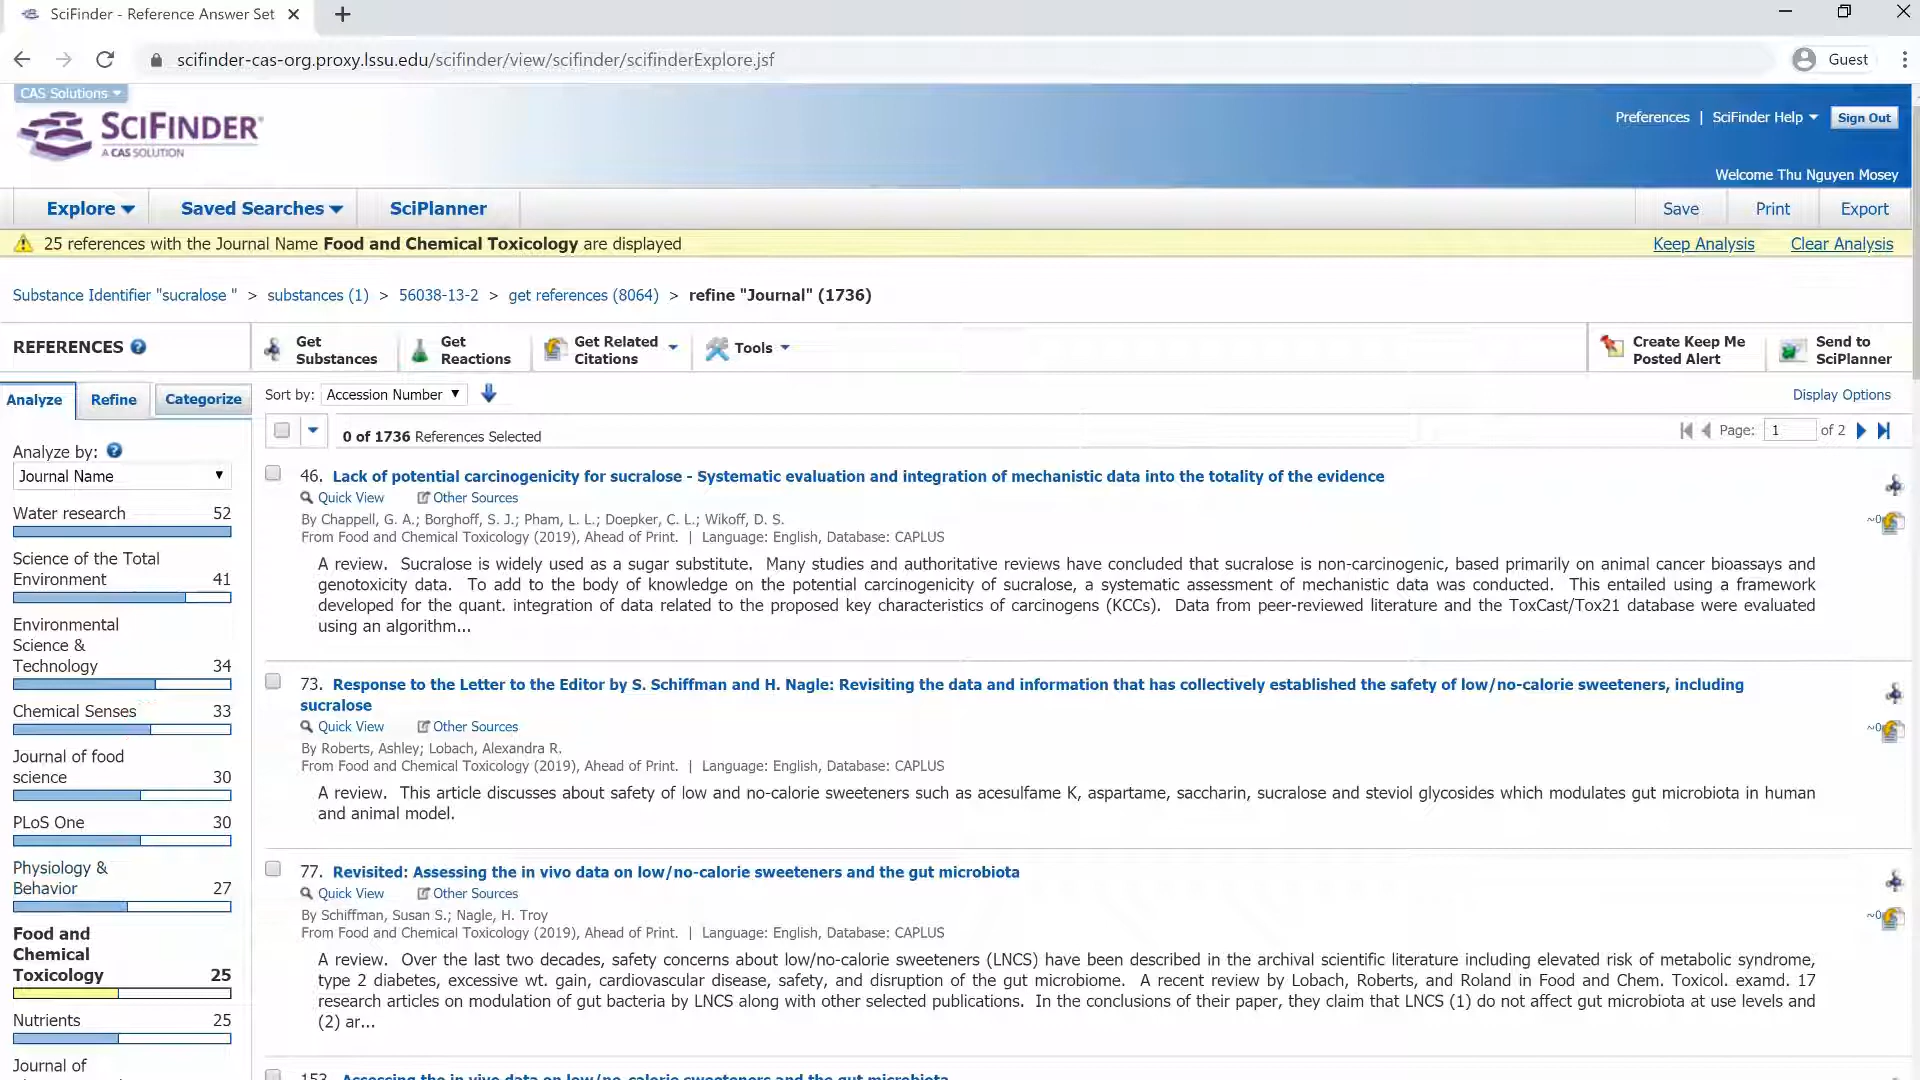 SciFinder - Reference Answer Set
scifinder-cas-org.proxy.lssu.edu/scifinder/view/scifinder/scifinderExplore.jsf
Guest
CAS Solutions
SCIFINDER®
A CAS SOLUTION
Preferences | SciFinder Help Sign Out
Welcome Thu Nguyen Mosey
Explore Saved Searches SciPlanner
Save Print Export
25 references with the Journal Name Food and Chemical Toxicology are displayed
Keep Analysis Clear Analysis
Substance Identifier "sucralose " > substances (1) > 56038-13-2 > get references (8064) > refine "Journal" (1736)
REFERENCES
Get Substances
Get Reactions
Get Related Citations
Tools
Create Keep Me Posted Alert
Send to SciPlanner
Analyze Refine Categorize
Sort by: Accession Number
Display Options
0 of 1736 References Selected
Page: 1 of 2
Analyze by:
Journal Name
Water research 52
Science of the Total
Environment 41
Environmental
Science &
Technology 34
Chemical Senses 33
Journal of food
science 30
PLoS One 30
Physiology &
Behavior 27
Food and
Chemical
Toxicology 25
Nutrients 25
Journal of
46. Lack of potential carcinogenicity for sucralose - Systematic evaluation and integration of mechanistic data into the totality of the evidence
Quick View Other Sources
By Chappell, G. A.; Borghoff, S. J.; Pham, L. L.; Doepker, C. L.; Wikoff, D. S.
~0
From Food and Chemical Toxicology (2019), Ahead of Print. | Language: English, Database: CAPLUS
A review. Sucralose is widely used as a sugar substitute. Many studies and authoritative reviews have concluded that sucralose is non-carcinogenic, based primarily on animal cancer bioassays and
genotoxicity data. To add to the body of knowledge on the potential carcinogenicity of sucralose, a systematic assessment of mechanistic data was conducted. This entailed using a framework
developed for the quant. integration of data related to the proposed key characteristics of carcinogens (KCCs). Data from peer-reviewed literature and the ToxCast/Tox21 database were evaluated
using an algorithm...
73. Response to the Letter to the Editor by S. Schiffman and H. Nagle: Revisiting the data and information that has collectively established the safety of low/no-calorie sweeteners, including
sucralose
Quick View Other Sources
~0
By Roberts, Ashley; Lobach, Alexandra R.
From Food and Chemical Toxicology (2019), Ahead of Print. | Language: English, Database: CAPLUS
A review. This article discusses about safety of low and no-calorie sweeteners such as acesulfame K, aspartame, saccharin, sucralose and steviol glycosides which modulates gut microbiota in human
and animal model.
77. Revisited: Assessing the in vivo data on low/no-calorie sweeteners and the gut microbiota
Quick View Other Sources
By Schiffman, Susan S.; Nagle, H. Troy
~0
From Food and Chemical Toxicology (2019), Ahead of Print. | Language: English, Database: CAPLUS
A review. Over the last two decades, safety concerns about low/no-calorie sweeteners (LNCS) have been described in the archival scientific literature including elevated risk of metabolic syndrome,
type 2 diabetes, excessive wt. gain, cardiovascular disease, safety, and disruption of the gut microbiome. A recent review by Lobach, Roberts, and Roland in Food and Chem. Toxicol. examd. 17
research articles on modulation of gut bacteria by LNCS along with other selected publications. In the conclusions of their paper, they claim that LNCS (1) do not affect gut microbiota at use levels and
(2) ar...
153. Assessing the in vivo data on low/no-calorie sweeteners and the gut microbiota